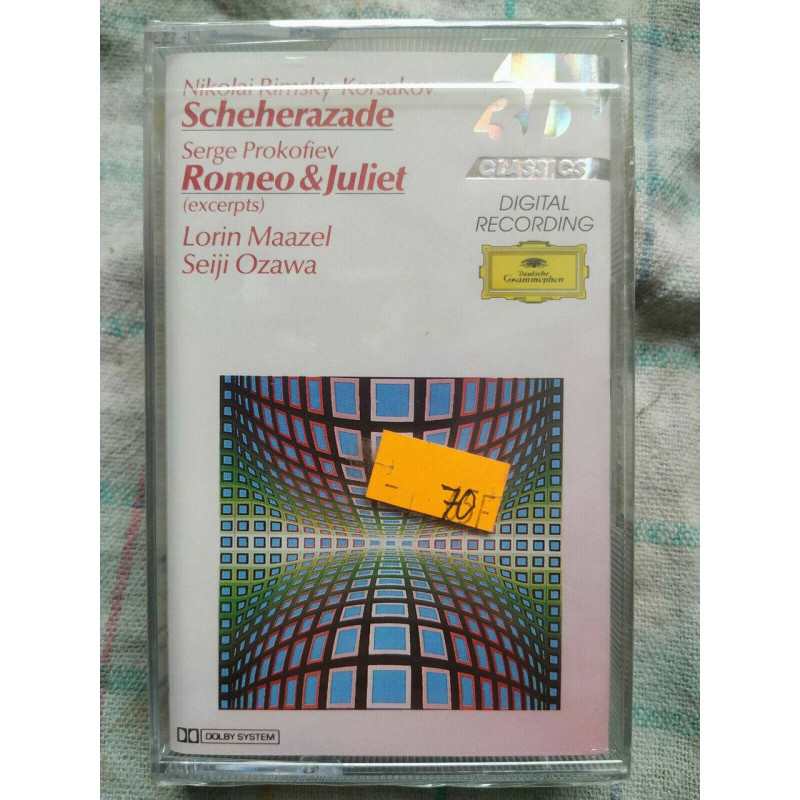 Nikolai Rimsky-Korsakov
Scheherazade
Serge Prokofiev
Romeo & Juliet
(excerpts)
Lorin Maazel
Seiji Ozawa
CLASSICS
DIGITAL
RECORDING
Deutsche
Grammophon
70
DOLBY SYSTEM